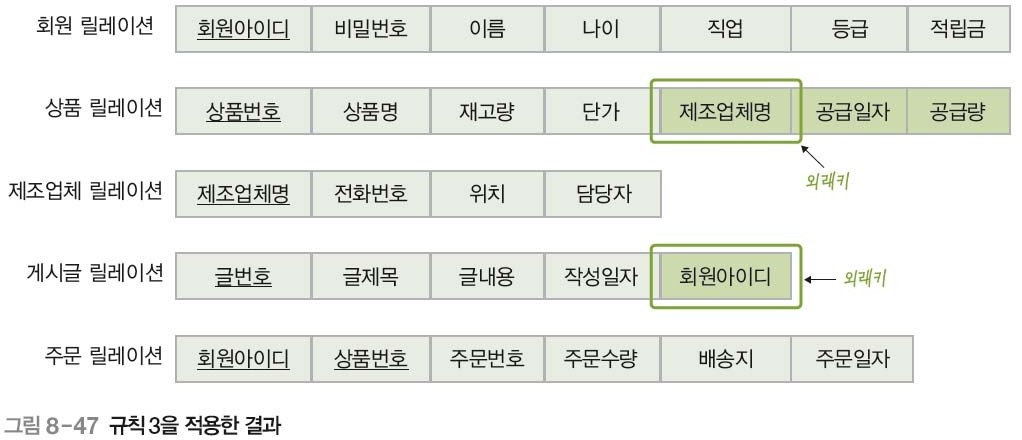 회원 릴레이션 회원아이디 비밀번호 이름 나이 직업 등급 적립금
상품 릴레이션 상품번호 상품명 재고량 단가 제조업체명 공급일자 공급량
외래키
제조업체 릴레이션 제조업체명 전화번호 위치 담당자
게시글 릴레이션 글번호 글제목 글내용 작성일자 회원아이디 외래키
주문 릴레이션 회원아이디 상품번호 주문번호 주문수량 배송지 주문일자
그림 8-47 규칙 3을 적용한 결과